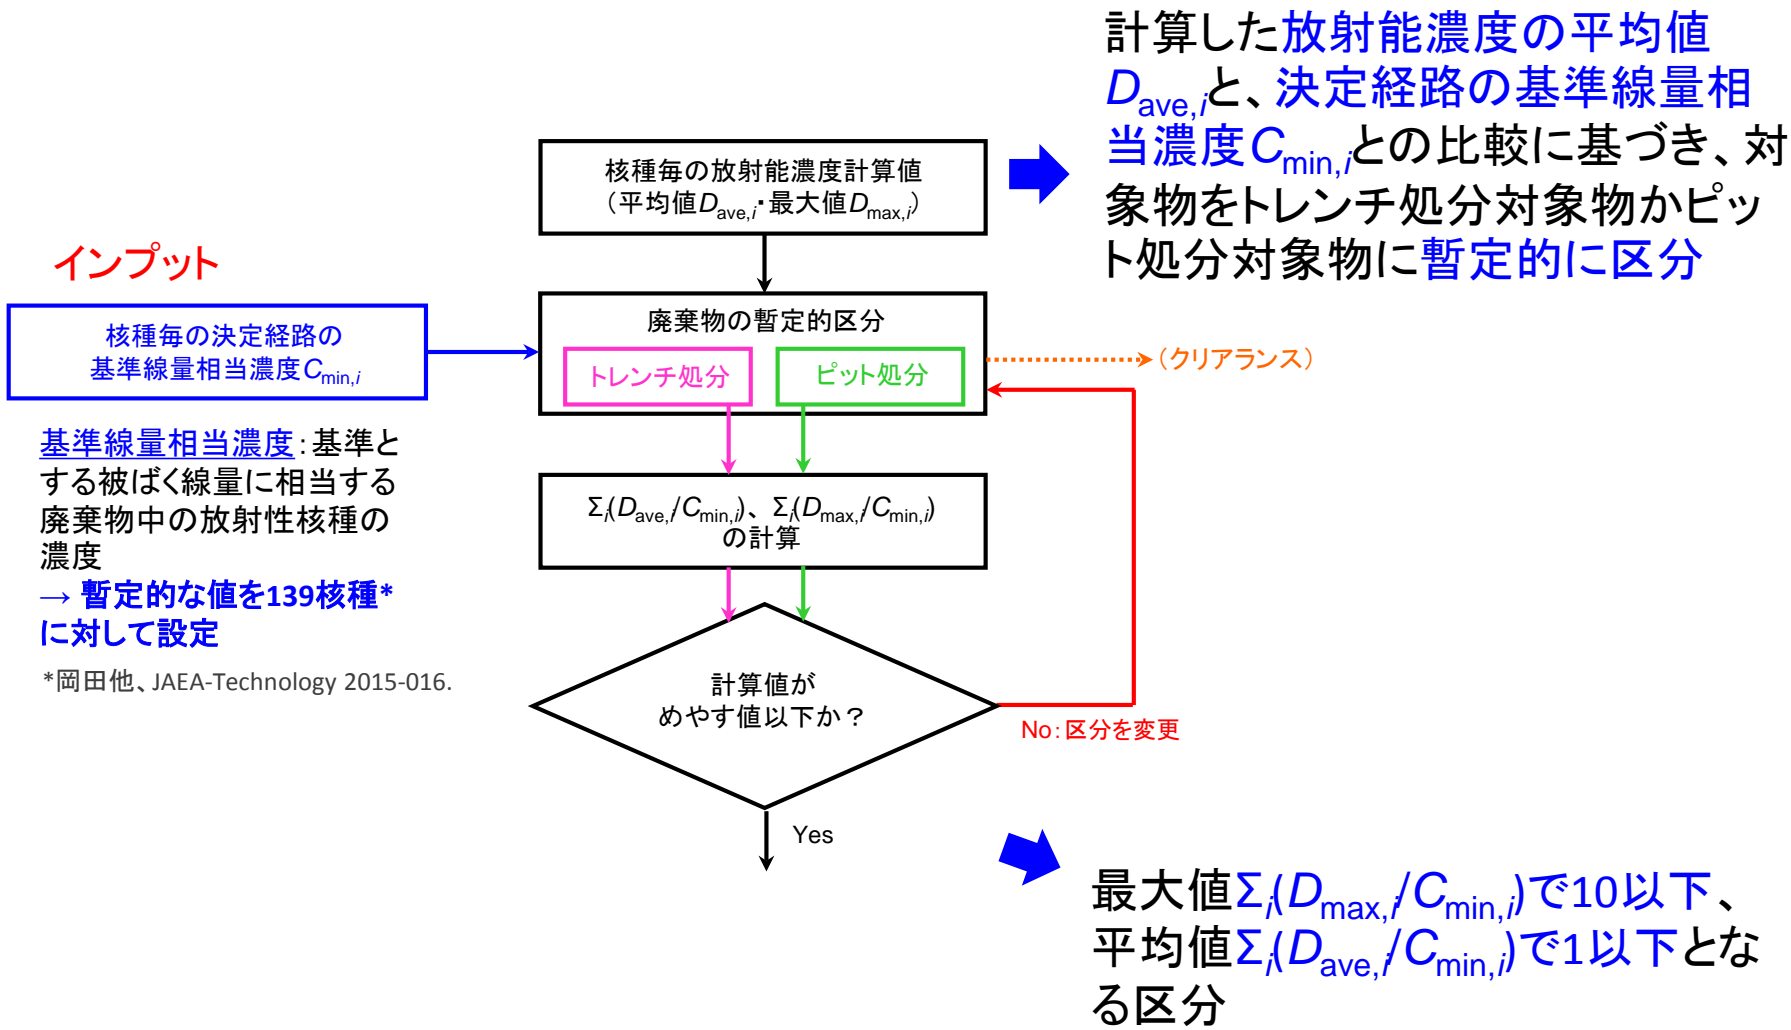 計算した放射能濃度の平均値
Dave,iと、決定経路の基準線量相
当濃度Cmin,iとの比較に基づき、対
象物をトレンチ処分対象物かピッ
ト処分対象物に暫定的に区分
核種毎の放射能濃度計算値
（平均値Dave,i・最大値Dmax,i）
インプット
核種毎の決定経路の
基準線量相当濃度Cmin,i
廃棄物の暫定的区分
トレンチ処分
ピット処分
（クリアランス）
基準線量相当濃度：基準と
する被ばく線量に相当する
廃棄物中の放射性核種の
濃度
→ 暫定的な値を139核種*
に対して設定
*岡田他、JAEA-Technology 2015-016.
Σi(Dave,i/Cmin,i)、Σi(Dmax,i/Cmin,i)
の計算
計算値が
めやす値以下か？
No：区分を変更
Yes
最大値Σi(Dmax,i/Cmin,i)で10以下、
平均値Σi(Dave,i/Cmin,i)で1以下とな
る区分